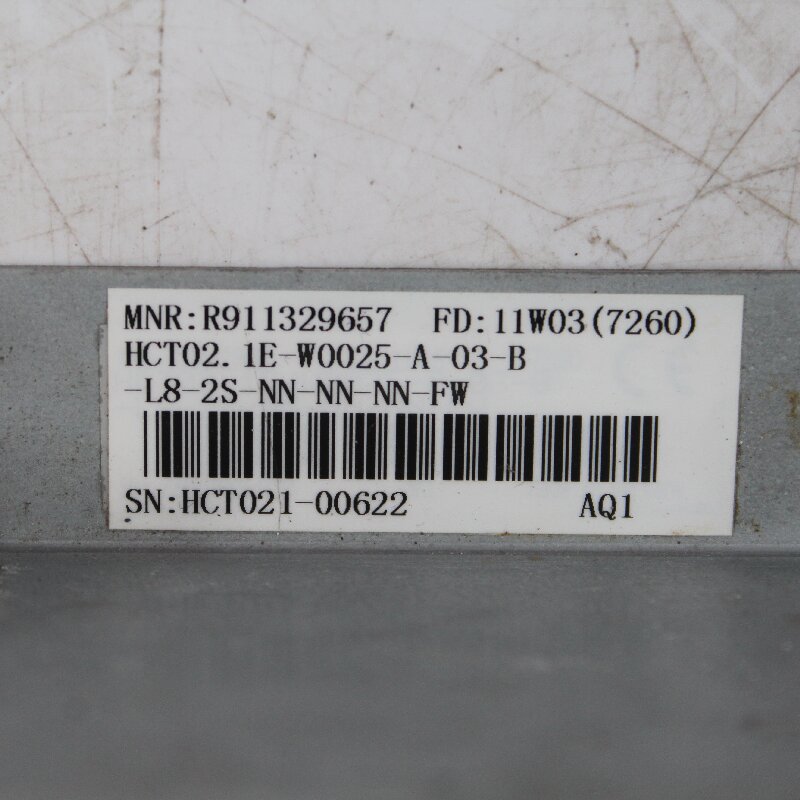 MNR:R911329657 FD:11W03(7260)
HCT02.1E-W0025-A-03-B
-L8-2S-NN-NN-NN-FW
SN:HCT021-00622 AQ1